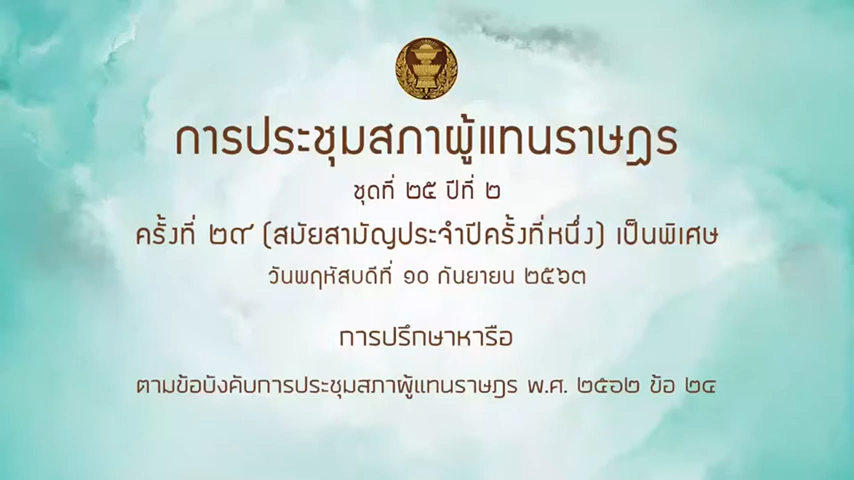 การประชุมสภาผู้แทนราษฎร
ชุดที่ ๒๕ ปีที่ ๒
ครั้งที่ ๒๙ (สมัยสามัญประจำปีครั้งที่หนึ่ง) เป็นพิเศษ
วันพฤหัสบดีที่ ๑๐ กันยายน ๒๕๖๓
การปรึกษาหารือ
ตามข้อบังคับการประชุมสภาผู้แทนราษฎร พ.ศ. ๒๕๖๒ ข้อ ๒๔